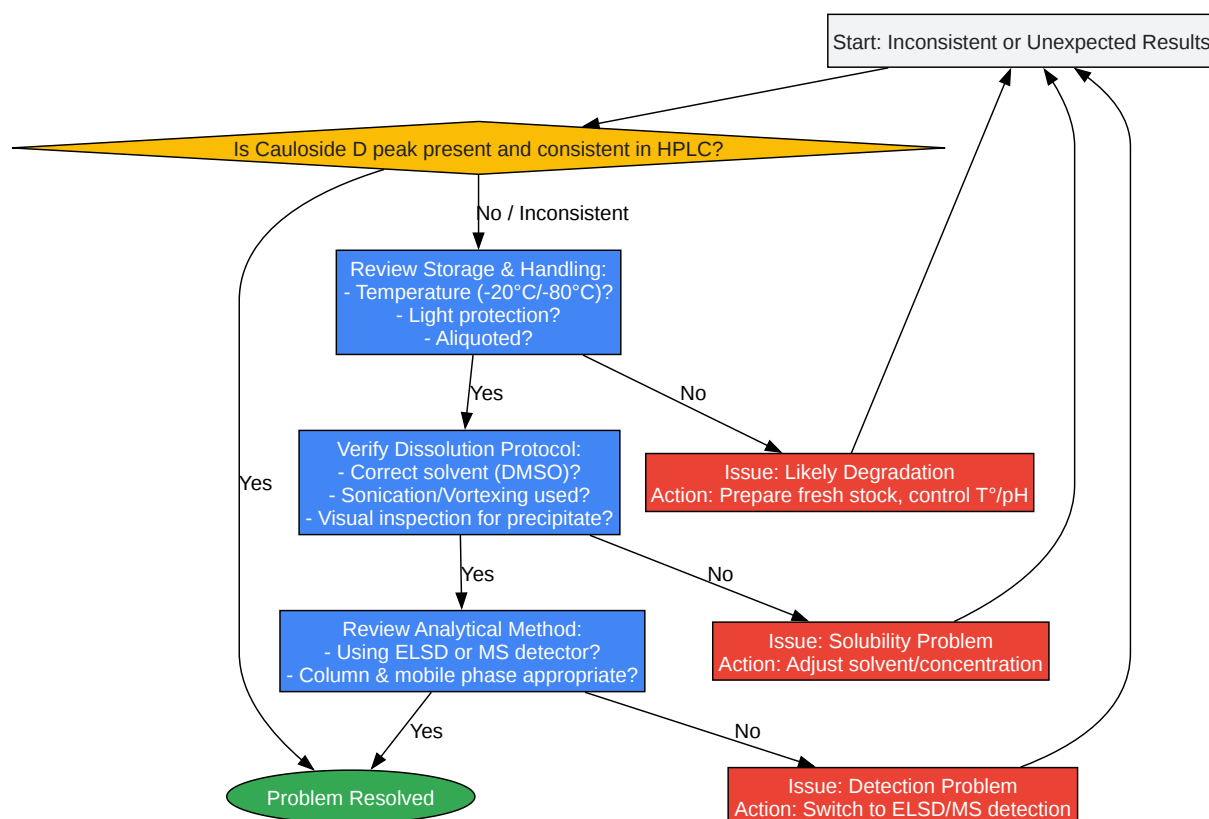 Start: Inconsistent or Unexpected Results
Is Cauloside D peak present and consistent in HPLC?
No / Inconsistent
Review Storage & Handling:
- Temperature (-20°C/-80°C)?
- Light protection?
- Aliquoted?
Yes
No
Verify Dissolution Protocol:
- Correct solvent (DMSO)?
- Sonication/Vortexing used?
- Visual inspection for precipitate?
Issue: Likely Degradation
Action: Prepare fresh stock, control T°/pH
Yes
Yes
No
Review Analytical Method:
- Using ELSD or MS detector?
- Column & mobile phase appropriate?
Issue: Solubility Problem
Action: Adjust solvent/concentration
Yes
No
Problem Resolved
Issue: Detection Problem
Action: Switch to ELSD/MS detection